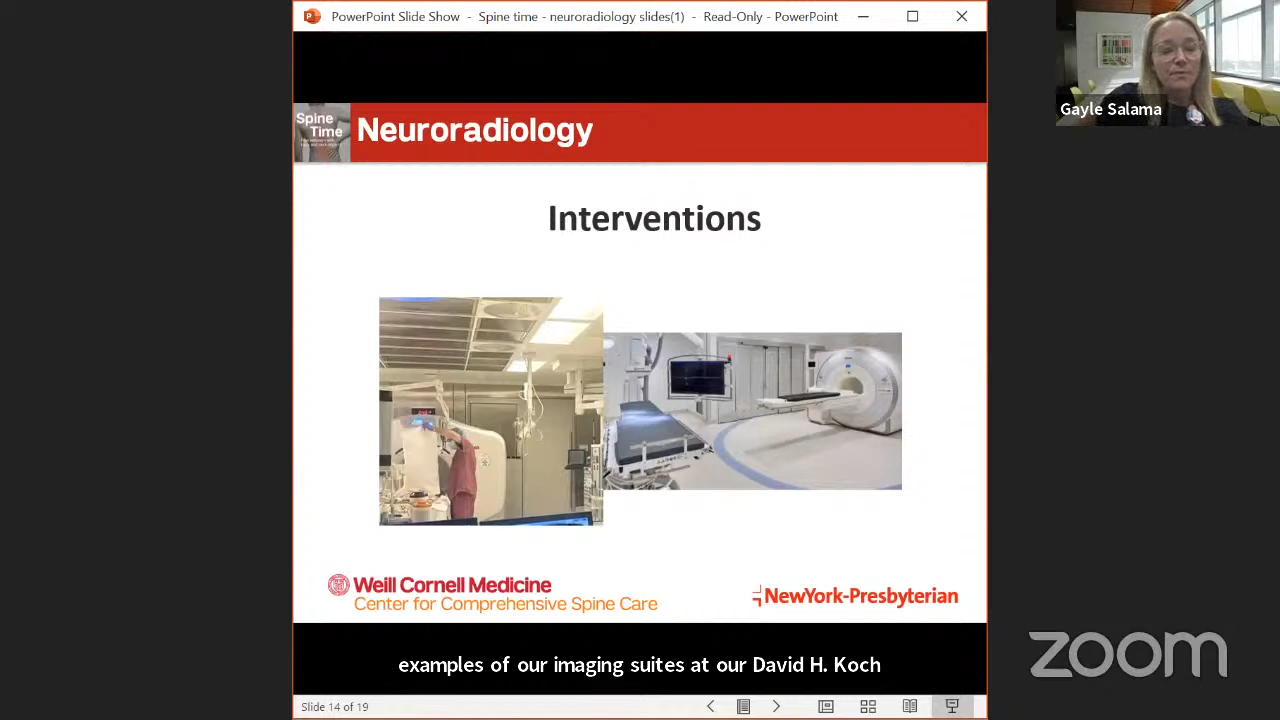 PowerPoint Slide Show - Spine time - neuroradiology slides(1) - Read-Only - PowerPoint
Gayle Salama
Spine
Time
Neuroradiology
Interventions
Weill Cornell Medicine
Center for Comprehensive Spine Care
NewYork-Presbyterian
examples of our imaging suites at our David H. Koch
zoom
Slide 14 of 19